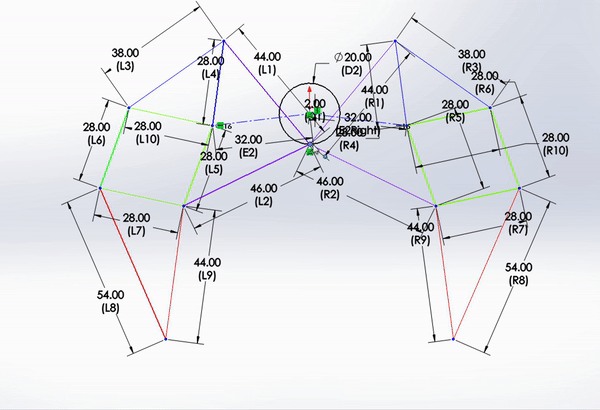 38.00
(L3)
28.00
(L4)
44.00
(L1)
⌀20.00
(D2)
38.00
(R3)
28.00
(R6)
44.00
(R1)
28.00
(R5)
2.00
(D1)
32.00
(E2Right)
(R4)
28.00
(L6)
28.00
(L10)
32.00
(E2)
28.00
(L5)
28.00
(R10)
46.00
(L2)
46.00
(R2)
28.00
(L7)
44.00
(R9)
28.00
(R7)
44.00
(L9)
54.00
(L8)
54.00
(R8)